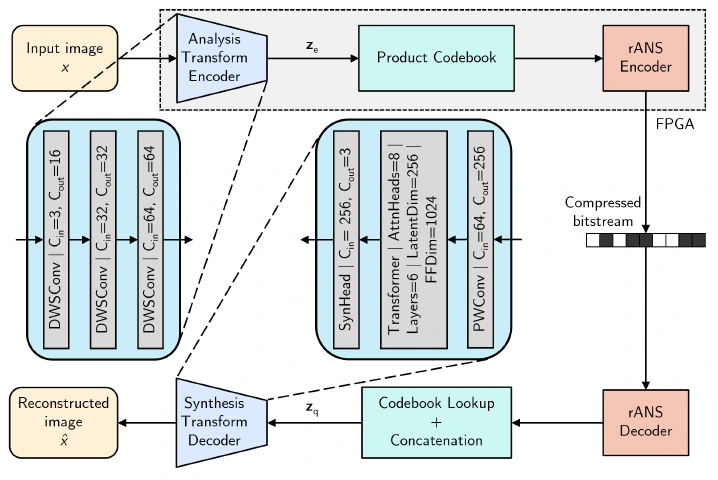 Input image
x
Analysis
Transform
Encoder
z_e
Product Codebook
rANS
Encoder
FPGA
DWSConv | C_in=3, C_out=16
DWSConv | C_in=32, C_out=32
DWSConv | C_in=64, C_out=64
SynHead | C_in= 256, C_out=3
Transformer | AttnHeads=8 |
Layers=6 | LatentDim=256 |
FFDim=1024
PWConv | C_in=64, C_out=256
Compressed
bitstream
Reconstructed
image
x̂
Synthesis
Transform
Decoder
z_q
Codebook Lookup
+
Concatenation
rANS
Decoder